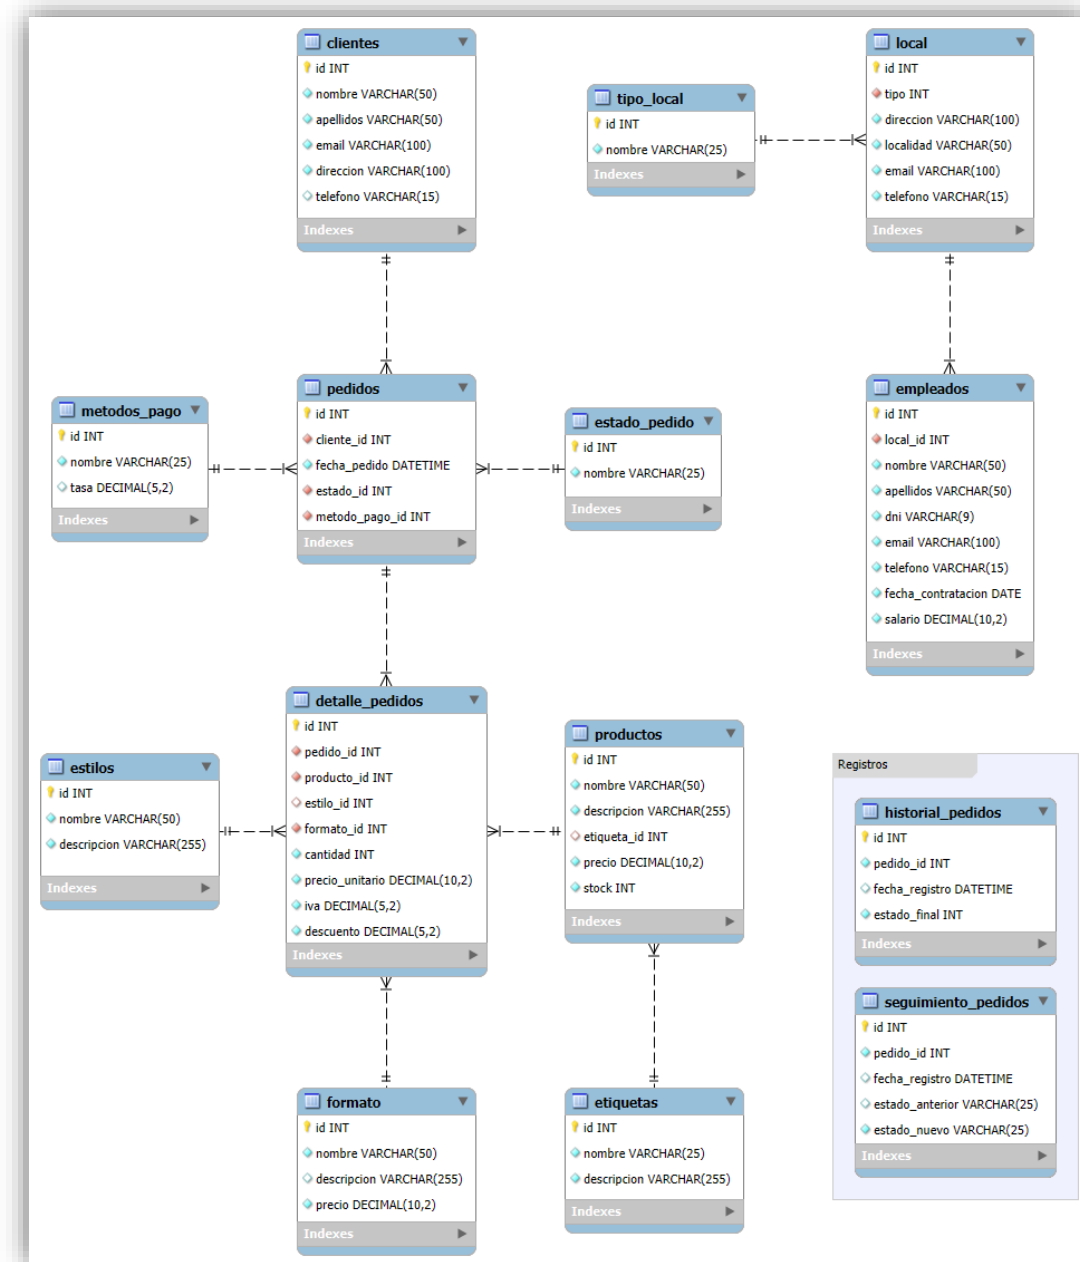 clientes
id INT
nombre VARCHAR(50)
apellidos VARCHAR(50)
email VARCHAR(100)
direccion VARCHAR(100)
telefono VARCHAR(15)
Indexes
tipo_local
id INT
nombre VARCHAR(25)
Indexes
local
id INT
tipo INT
direccion VARCHAR(100)
localidad VARCHAR(50)
email VARCHAR(100)
telefono VARCHAR(15)
Indexes
metodos_pago
id INT
nombre VARCHAR(25)
tasa DECIMAL(5,2)
Indexes
pedidos
id INT
cliente_id INT
fecha_pedido DATETIME
estado_id INT
metodo_pago_id INT
Indexes
estado_pedido
id INT
nombre VARCHAR(25)
Indexes
empleados
id INT
local_id INT
nombre VARCHAR(50)
apellidos VARCHAR(50)
dni VARCHAR(9)
email VARCHAR(100)
telefono VARCHAR(15)
fecha_contratacion DATE
salario DECIMAL(10,2)
Indexes
estilos
id INT
nombre VARCHAR(50)
descripcion VARCHAR(255)
Indexes
detalle_pedidos
id INT
pedido_id INT
producto_id INT
estilo_id INT
formato_id INT
cantidad INT
precio_unitario DECIMAL(10,2)
iva DECIMAL(5,2)
descuento DECIMAL(5,2)
Indexes
productos
id INT
nombre VARCHAR(50)
descripcion VARCHAR(255)
etiqueta_id INT
precio DECIMAL(10,2)
stock INT
Indexes
Registros
historial_pedidos
id INT
pedido_id INT
fecha_registro DATETIME
estado_final INT
Indexes
seguimiento_pedidos
id INT
pedido_id INT
fecha_registro DATETIME
estado_anterior VARCHAR(25)
estado_nuevo VARCHAR(25)
Indexes
formato
id INT
nombre VARCHAR(50)
descripcion VARCHAR(255)
precio DECIMAL(10,2)
Indexes
etiquetas
id INT
nombre VARCHAR(25)
descripcion VARCHAR(255)
Indexes